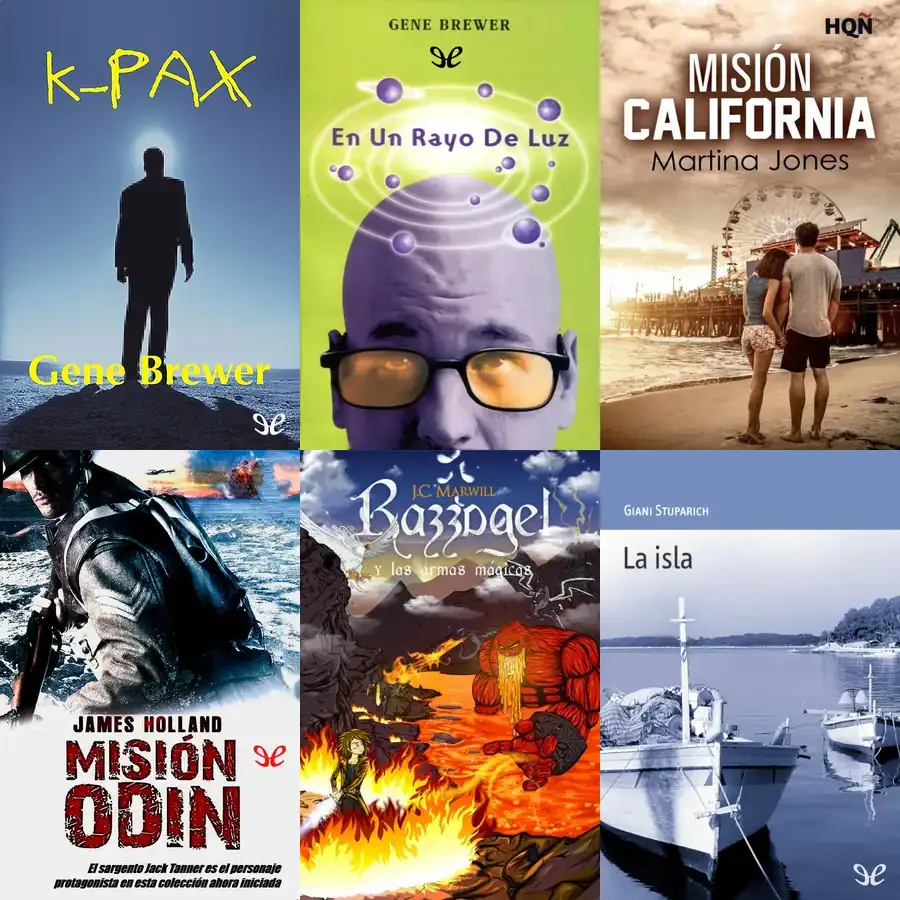 K-PAX
Gene Brewer
GENE BREWER
En Un Rayo De Luz
HQÑ
MISIÓN
CALIFORNIA
Martina Jones
JAMES HOLLAND
MISIÓN
ODIN
El sargento Jack Tanner es el personaje
protagonista en esta colección ahora iniciada
J.C MARWILL
Razzogel
y las armas mágicas
GIANI STUPARICH
La isla